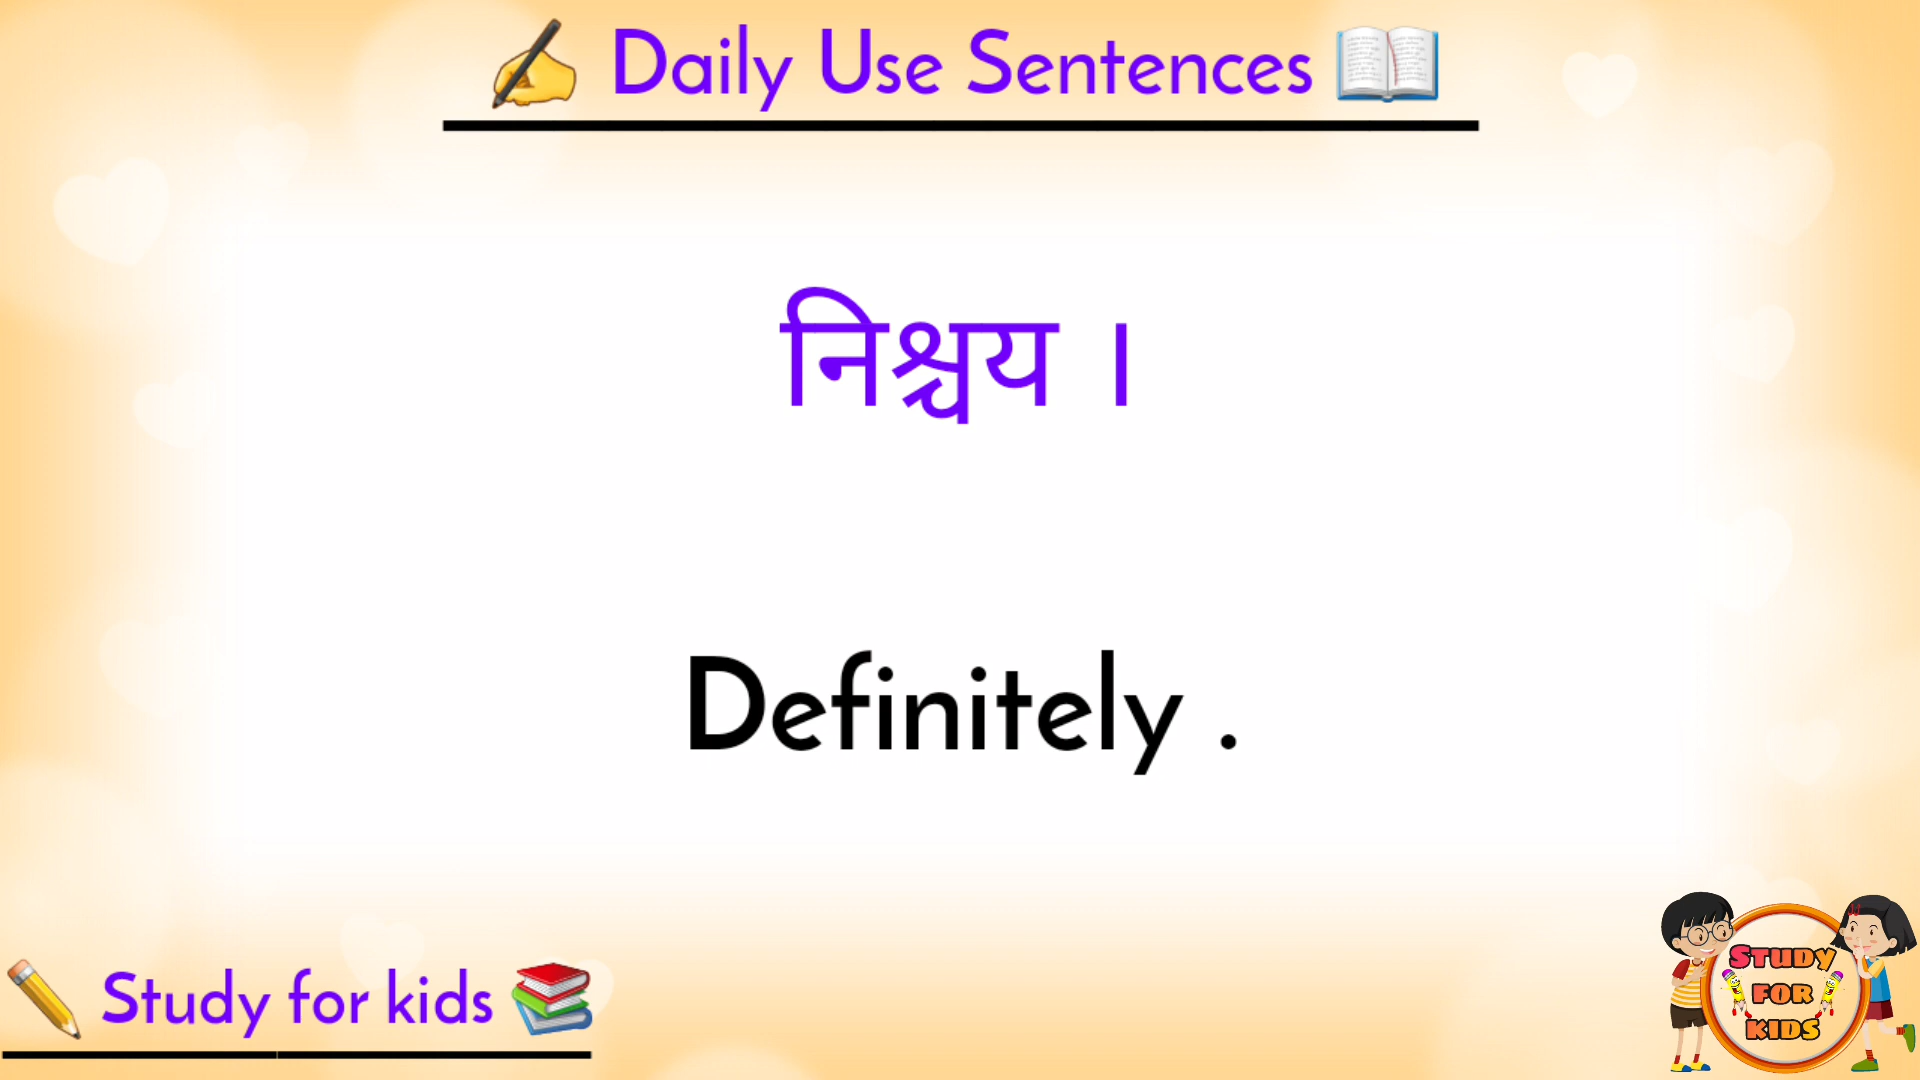 ✍️ Daily Use Sentences 📖
निश्चय ।
Definitely .
✏️ Study for kids 📚
STUDY
FOR
KIDS